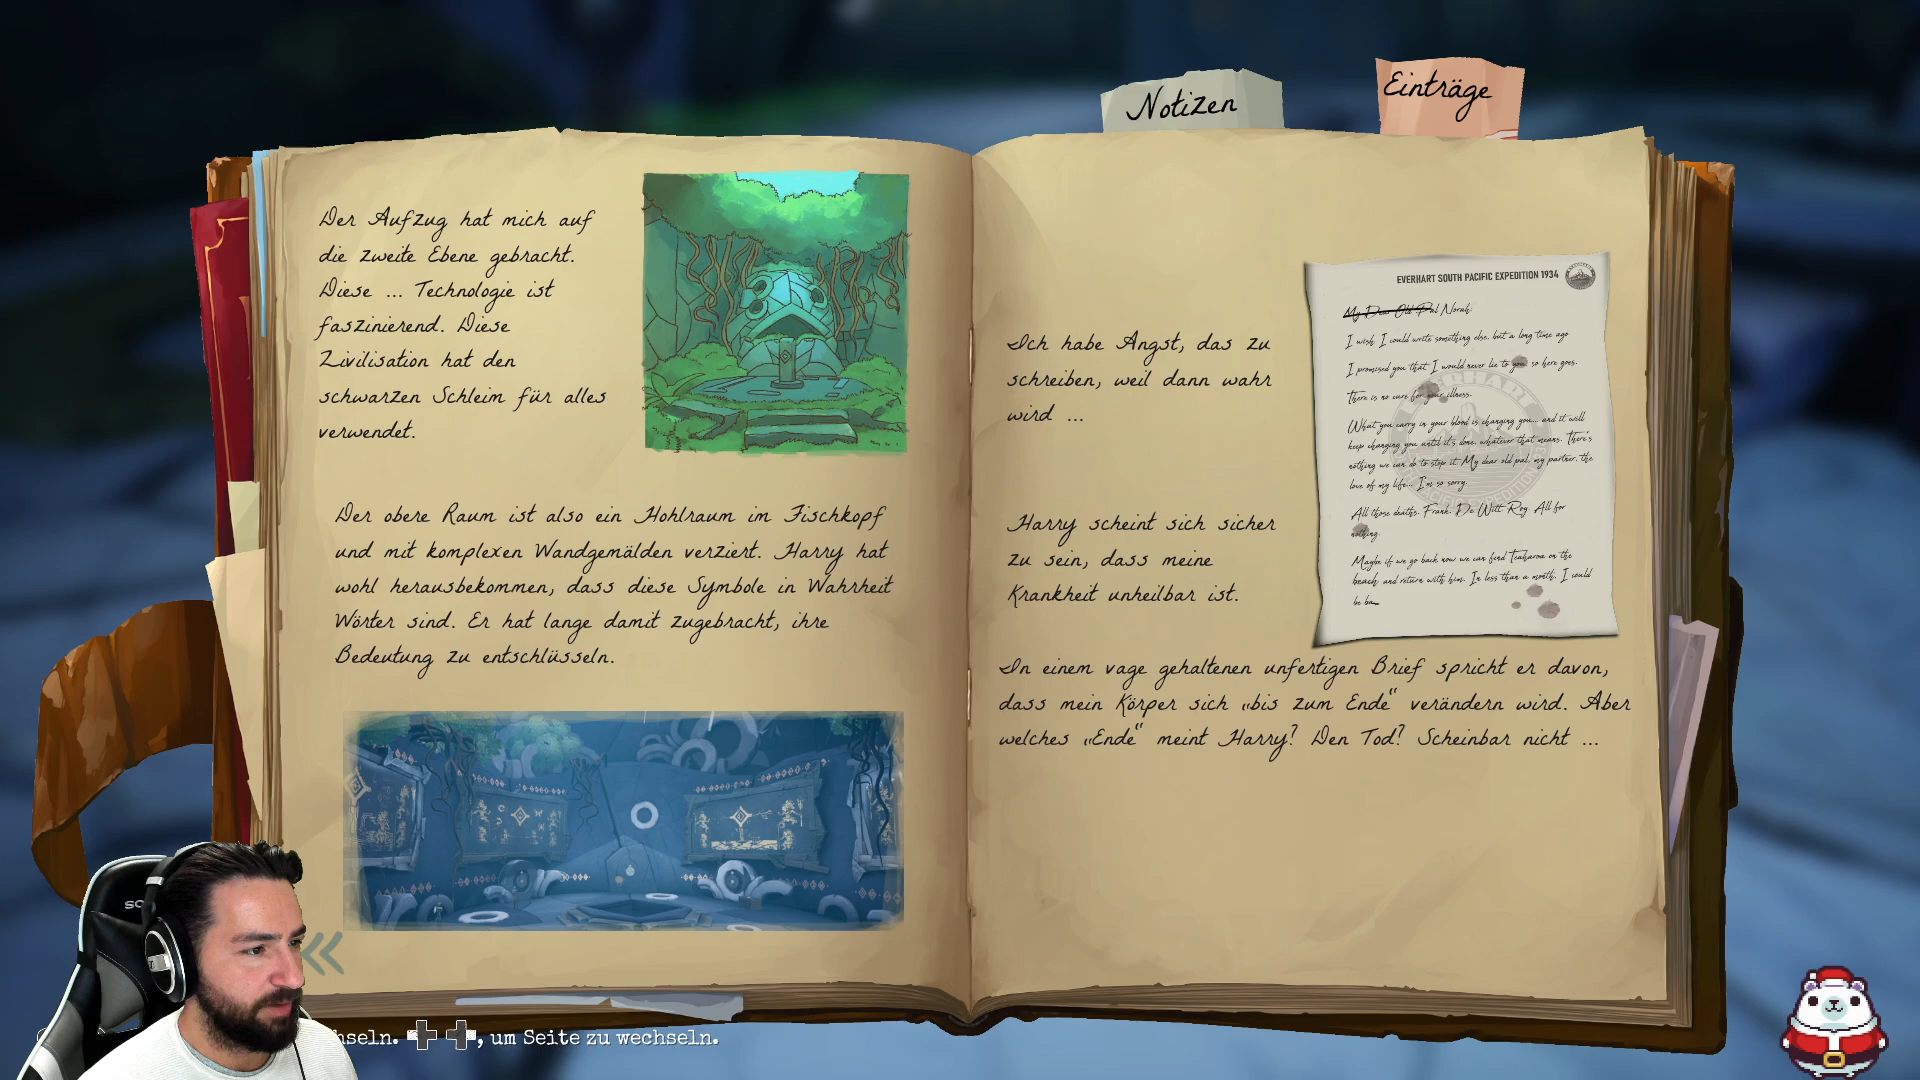 Notizen
Einträge
Der Aufzug hat mich auf
die zweite Ebene gebracht.
Diese ... Technologie ist
faszinierend. Diese
Zivilisation hat den
schwarzen Schleim für alles
verwendet.
Der obere Raum ist also ein Hohlraum im Fischkopf
und mit komplexen Wandgemälden verziert. Harry hat
wohl herausbekommen, dass diese Symbole in Wahrheit
Wörter sind. Er hat lange damit zugebracht, ihre
Bedeutung zu entschlüsseln.
Ich habe Angst, das zu
schreiben, weil dann wahr
wird ...
Harry scheint sich sicher
zu sein, dass meine
Krankheit unheilbar ist.
EVERHART SOUTH PACIFIC EXPEDITION 1934
My Dear Old Pal Norah:
I wish I could write something else, but a long time ago
I promised you that I would never lie to you, so here goes.
There is no cure for your illness.
What you carry in your blood is changing you... and it will
keep changing you until it's done, whatever that means. There's
nothing we can do to stop it. My dear old pal, my partner, the
love of my life... I'm so sorry.
All those deaths. Frank. De Witt. Roy. All for
nothing.
Maybe if we go back now we can find Teaharoa on the
beach and return with him. In less than a month, I could
be ba
In einem vage gehaltenen unfertigen Brief spricht er davon,
dass mein Körper sich „bis zum Ende“ verändern wird. Aber
welches „Ende“ meint Harry? Den Tod? Scheinbar nicht ...
hseln. , um Seite zu wechseln.